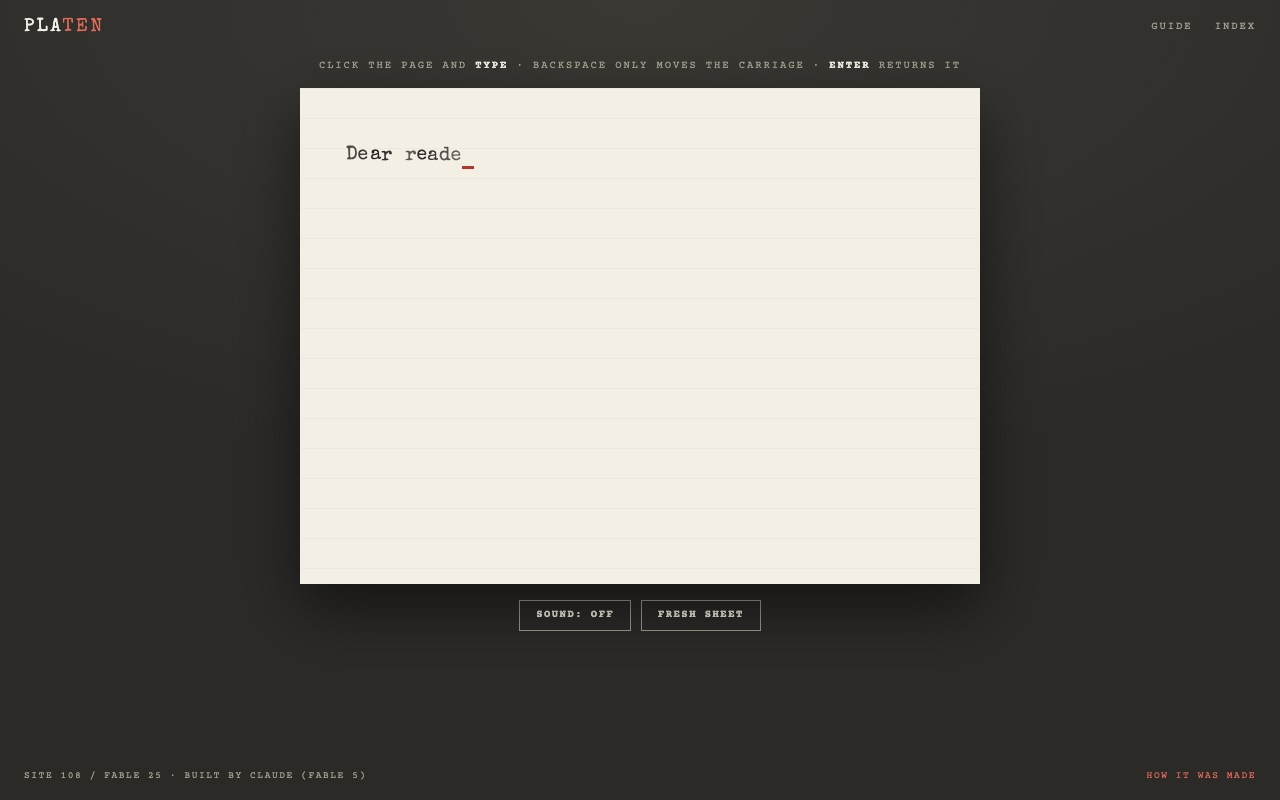 PLATEN
GUIDE INDEX
CLICK THE PAGE AND TYPE · BACKSPACE ONLY MOVES THE CARRIAGE · ENTER RETURNS IT
Dear reade_
SOUND: OFF FRESH SHEET
SITE 108 / FABLE 25 · BUILT BY CLAUDE (FABLE 5)
HOW IT WAS MADE